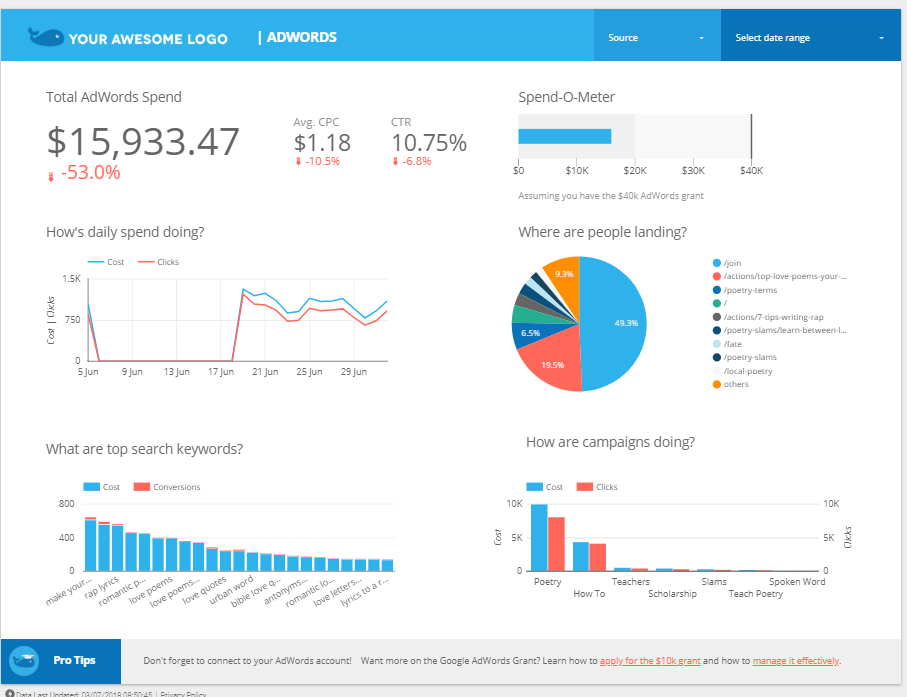 YOUR AWESOME LOGO | ADWORDS Source Select date range
Total AdWords Spend
$15,933.47
-53.0%
Avg. CPC
$1.18
-10.5%
CTR
10.75%
-6.8%
Spend-O-Meter
$0 $10K $20K $30K $40K
Assuming you have the $40k AdWords grant
How's daily spend doing?
Cost Clicks
1.5K
750
0
Cost | Clicks
5 Jun 9 Jun 13 Jun 17 Jun 21 Jun 25 Jun 29 Jun
Where are people landing?
49.3%
19.5%
6.5%
9.3%
/join
/actions/top-love-poems-your-...
/poetry-terms
/
/actions/7-tips-writing-rap
/poetry-slams/learn-between-l...
/fate
/poetry-slams
/local-poetry
others
What are top search keywords?
Cost Conversions
800
400
0
make your... rap lyrics romantic p... love poems love poems... love quotes urban word bible love q... antonyms... romantic lo... love letters... lyrics to a r...
How are campaigns doing?
Cost Clicks
10K
5K
0
Cost
10K
5K
0
Clicks
Poetry Teachers Slams Spoken Word
How To Scholarship Teach Poetry
Pro Tips
Don't forget to connect to your AdWords account! Want more on the Google AdWords Grant? Learn how to apply for the $10k grant and how to manage it effectively.
Data Last Updated: 03/07/2018 08:50:45 | Privacy Policy